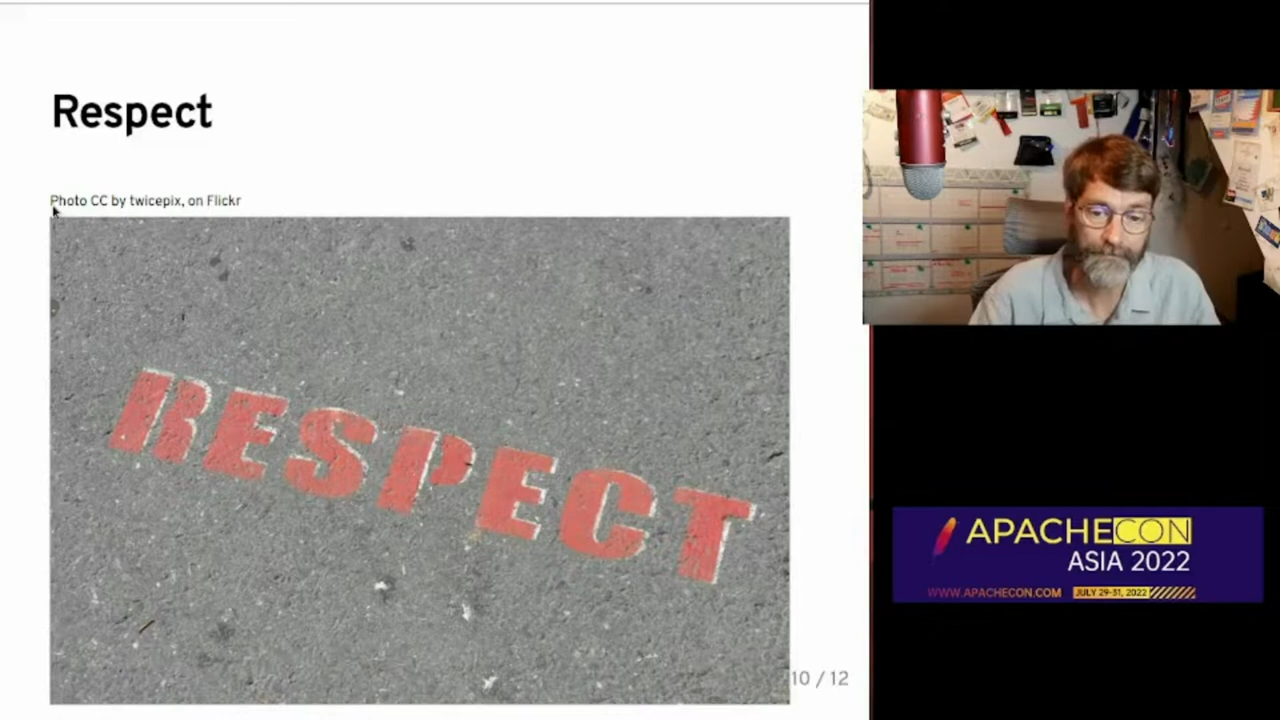 Respect
Photo CC by twicepix, on Flickr
RESPECT
10 / 12
APACHECON
ASIA 2022
WWW.APACHECON.COM
JULY 29-31, 2022